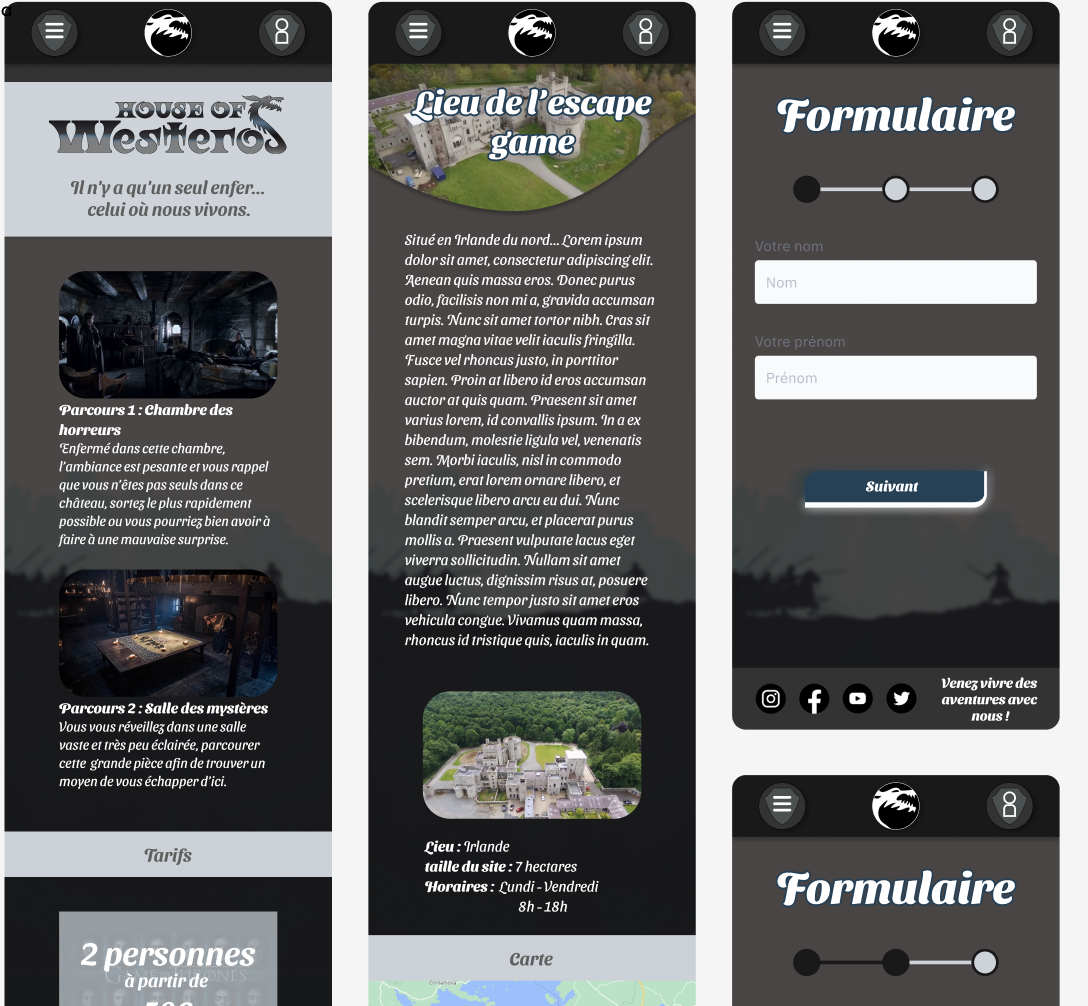 HOUSE OF
Westeros
Il n'y a qu'un seul enfer...
celui où nous vivons.
Parcours 1 : Chambre des
horreurs
Enfermé dans cette chambre,
l'ambiance est pesante et vous rappel
que vous n'êtes pas seuls dans ce
château, sortez le plus rapidement
possible ou vous pourriez bien avoir à
faire à une mauvaise surprise.
Parcours 2 : Salle des mystères
Vous vous réveillez dans une salle
vaste et très peu éclairée, parcourer
cette grande pièce afin de trouver un
moyen de vous échapper d'ici.
Tarifs
2 personnes
à partir de
Lieu de l'escape
game
Situé en Irlande du nord... Lorem ipsum
dolor sit amet, consectetur adipiscing elit.
Aenean quis massa eros. Donec purus
odio, facilisis non mi a, gravida accumsan
turpis. Nunc sit amet tortor nibh. Cras sit
amet magna vitae velit iaculis fringilla.
Fusce vel rhoncus justo, in porttitor
sapien. Proin at libero id eros accumsan
auctor at quis quam. Praesent sit amet
varius lorem, id convallis ipsum. In a ex
bibendum, molestie ligula vel, venenatis
sem. Morbi iaculis, nisl in commodo
pretium, erat lorem ornare libero, et
scelerisque libero arcu eu dui. Nunc
blandit semper arcu, et placerat purus
mollis a. Praesent vulputate lacus eget
viverra sollicitudin. Nullam sit amet
augue luctus, dignissim risus at, posuere
libero. Nunc tempor justo sit amet eros
vehicula congue. Vivamus quam massa,
rhoncus id tristique quis, iaculis in quam.
Lieu : Irlande
taille du site : 7 hectares
Horaires : Lundi - Vendredi
8h - 18h
Carte
Formulaire
Votre nom
Nom
Votre prénom
Prénom
Suivant
Venez vivre des
aventures avec
nous !
Formulaire